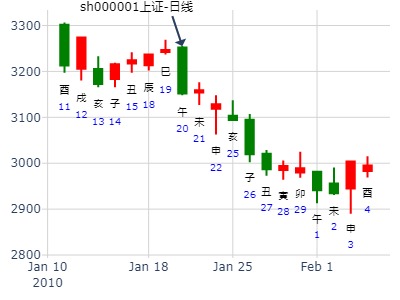 sh000001上证-日线
3300
3200
3100
3000
2900
2800
酉
11
戌
12
亥
13
子
14
丑
15
辰
18
巳
19
午
20
未
21
申
22
亥
25
子
26
丑
27
寅
28
卯
29
午
1
未
2
申
3
酉
4
Jan 10
2010
Jan 18
Jan 25
Feb 1